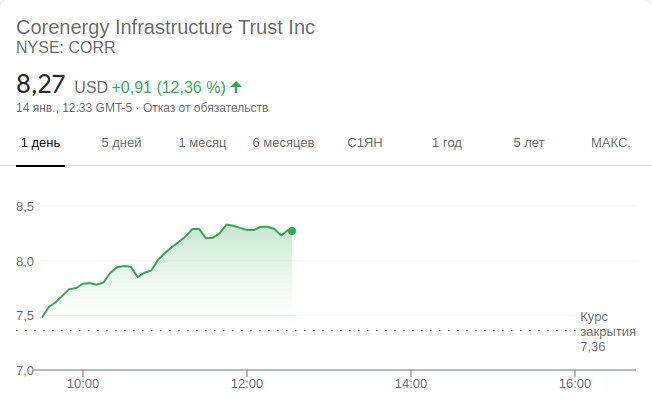 Corenergy Infrastructure Trust Inc
NYSE: CORR
8,27 USD +0,91 (12,36 %)
14 янв., 12:33 GMT-5 · Отказ от обязательств
1 день 5 дней 1 месяц 6 месяцев С1ЯН 1 год 5 лет МАКС.
8,5
8,0
7,5
Курс
закрытия
7,36
7,0
10:00 12:00 14:00 16:00